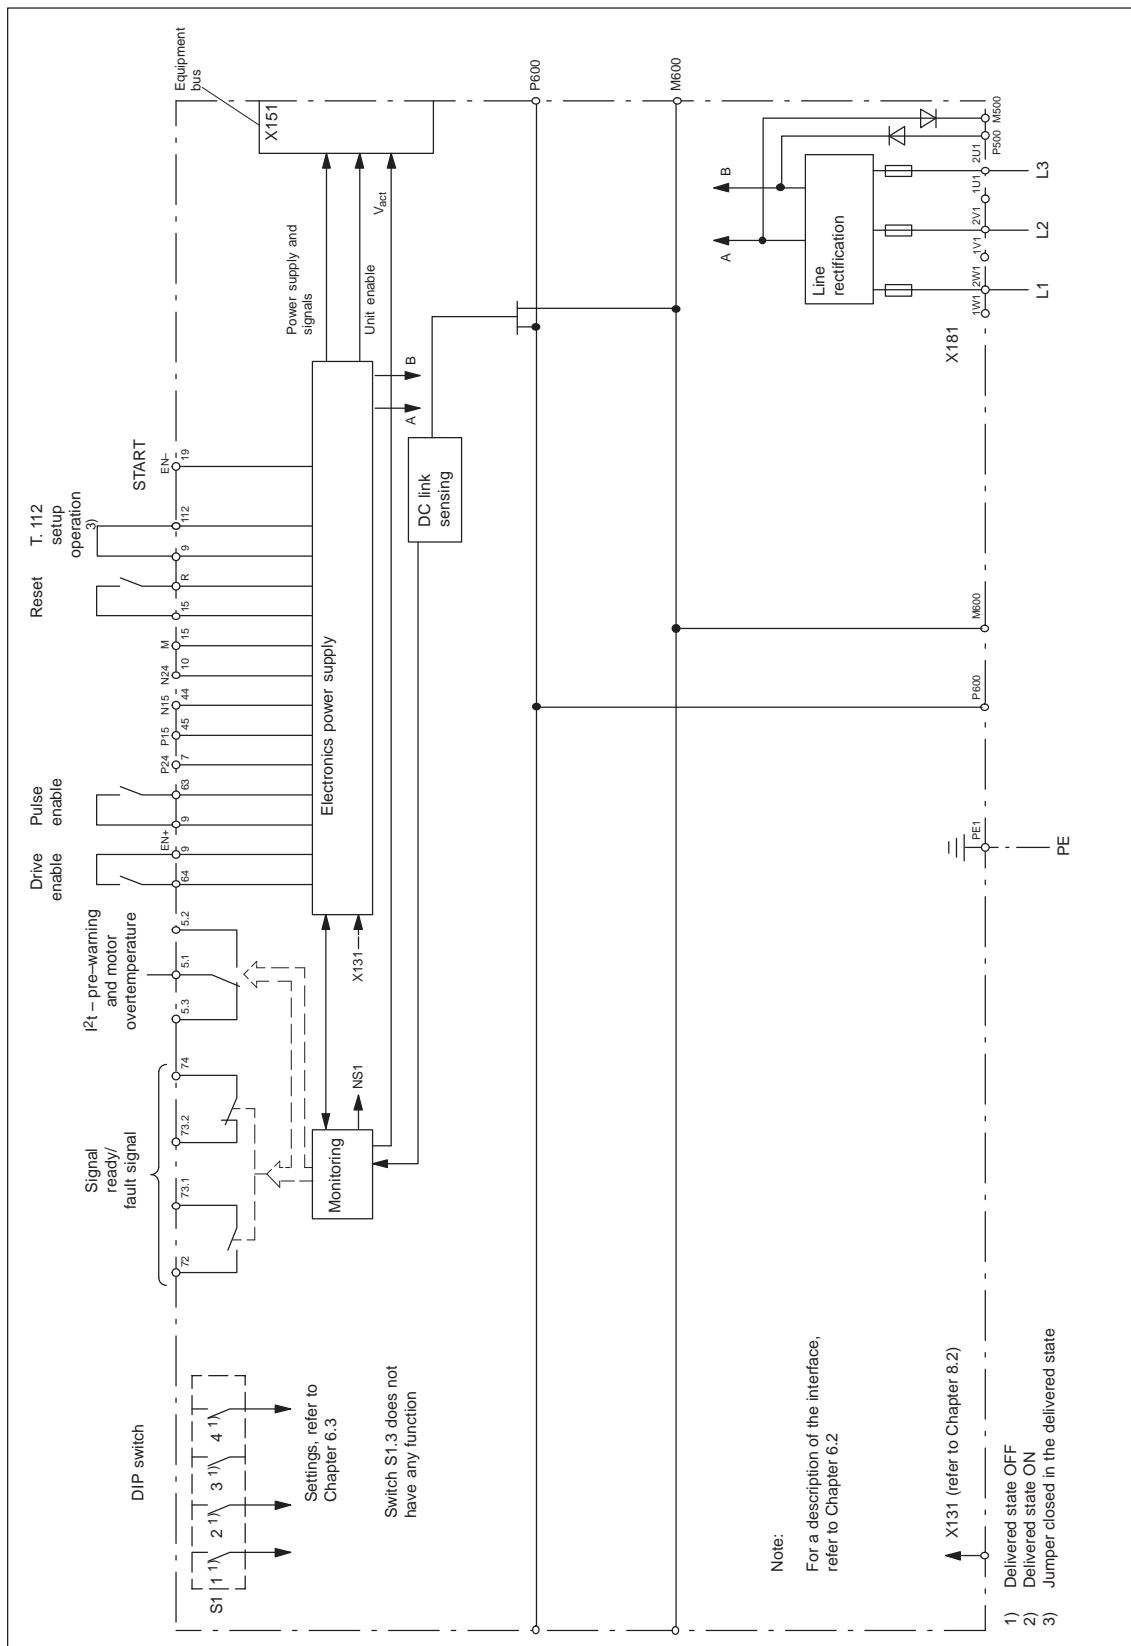 DIP switch
S1
1 1)
2 1)
3 1)
4 1)
Settings, refer to
Chapter 6.3
Switch S1.3 does not
have any function
Signal
ready/
fault signal
72
73.1
73.2
74
I2t – pre–warning
and motor
overtemperature
5.3
5.1
5.2
Drive
enable
64
9
EN+
Pulse
enable
9
63
P24
7
P15
45
N15
44
N24
10
M
15
Reset
15
R
T. 112
setup
operation
3)
9
112
START
EN–
19
Equipment
bus
X151
Monitoring
NS1
X131
Electronics power supply
Power supply and
signals
Unit enable
Vact
A
B
DC link
sensing
P600
M600
Note:
For a description of the interface,
refer to Chapter 6.2
X131 (refer to Chapter 8.2)
PE1
PE
P600
M600
A
B
Line
rectification
X181
1W1
2W1
1V1
2V1
1U1
2U1
P500
M500
L1
L2
L3
1) Delivered state OFF
2) Delivered state ON
3) Jumper closed in the delivered state